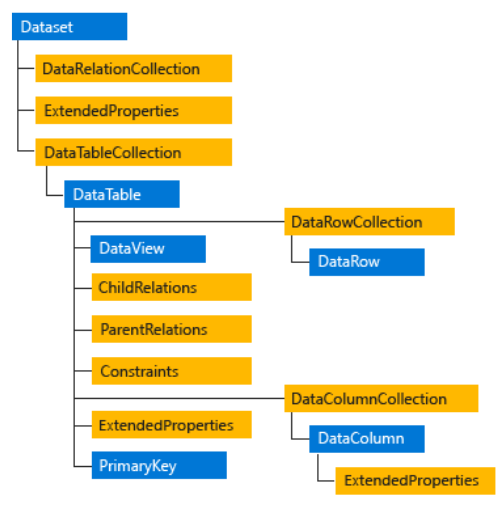 Dataset
DataRelationCollection
ExtendedProperties
DataTableCollection
DataTable
DataRowCollection
DataView
DataRow
ChildRelations
ParentRelations
Constraints
DataColumnCollection
ExtendedProperties
DataColumn
PrimaryKey
ExtendedProperties